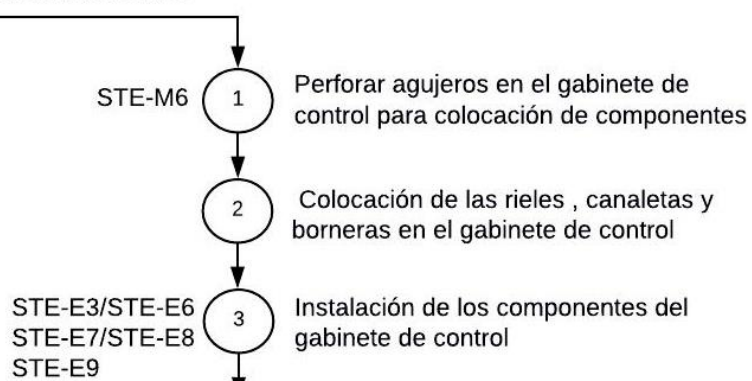 STE-M6
1
Perforar agujeros en el gabinete de
control para colocación de componentes
2
Colocación de las rieles , canaletas y
borneras en el gabinete de control
STE-E3/STE-E6
STE-E7/STE-E8
STE-E9
3
Instalación de los componentes del
gabinete de control